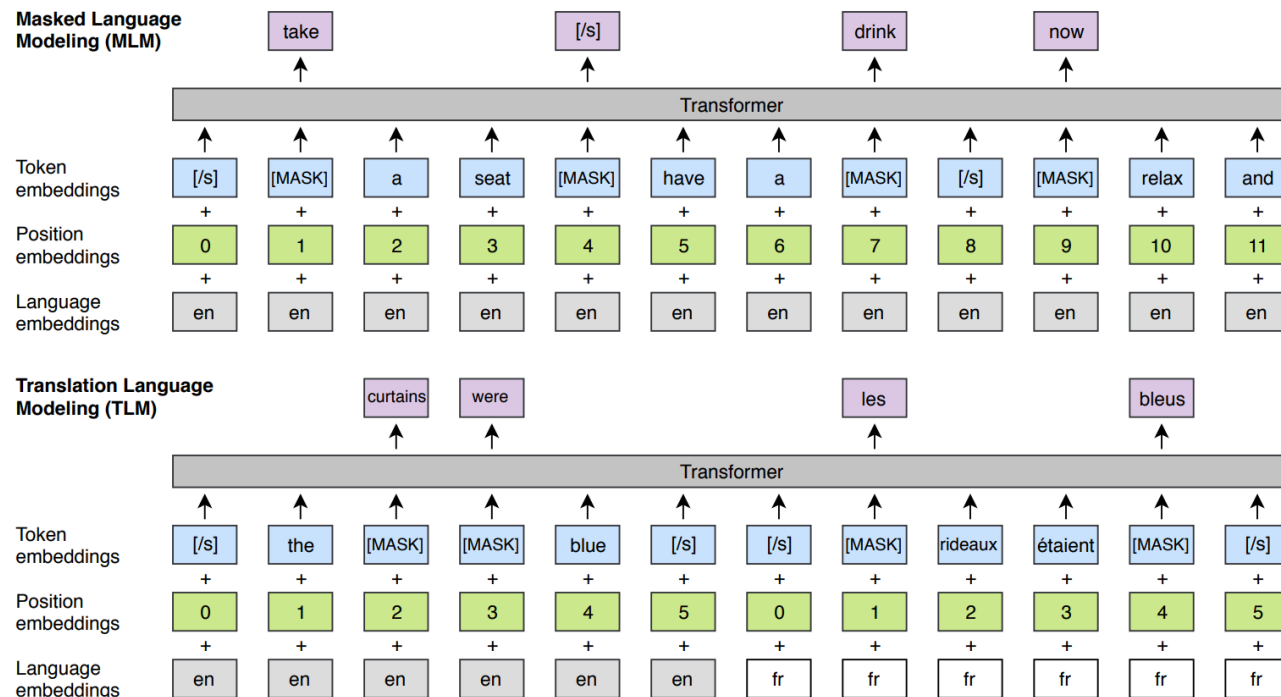 Masked Language
Modeling (MLM)
take [/s] drink now
Transformer
Token
embeddings
[/s] [MASK] a seat [MASK] have a [MASK] [/s] [MASK] relax and
+ + + + + + + + + + + +
Position
embeddings
0 1 2 3 4 5 6 7 8 9 10 11
+ + + + + + + + + + + +
Language
embeddings
en en en en en en en en en en en en
Translation Language
Modeling (TLM)
curtains were les bleus
Transformer
Token
embeddings
[/s] the [MASK] [MASK] blue [/s] [/s] [MASK] rideaux étaient [MASK] [/s]
+ + + + + + + + + + + +
Position
embeddings
0 1 2 3 4 5 0 1 2 3 4 5
+ + + + + + + + + + + +
Language
embeddings
en en en en en en fr fr fr fr fr fr